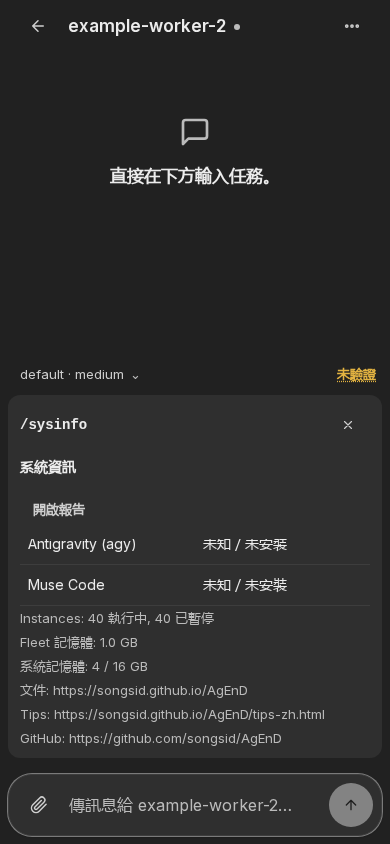 example-worker-2
直接在下方輸入任務。
default · medium
未驗證
/sysinfo
系統資訊
開啟報告
Antigravity (agy) 未知 / 未安裝
Muse Code 未知 / 未安裝
Instances: 40 執行中, 40 已暫停
Fleet 記憶體: 1.0 GB
系統記憶體: 4 / 16 GB
文件: https://songsid.github.io/AgEnD
Tips: https://songsid.github.io/AgEnD/tips-zh.html
GitHub: https://github.com/songsid/AgEnD
傳訊息給 example-worker-2…